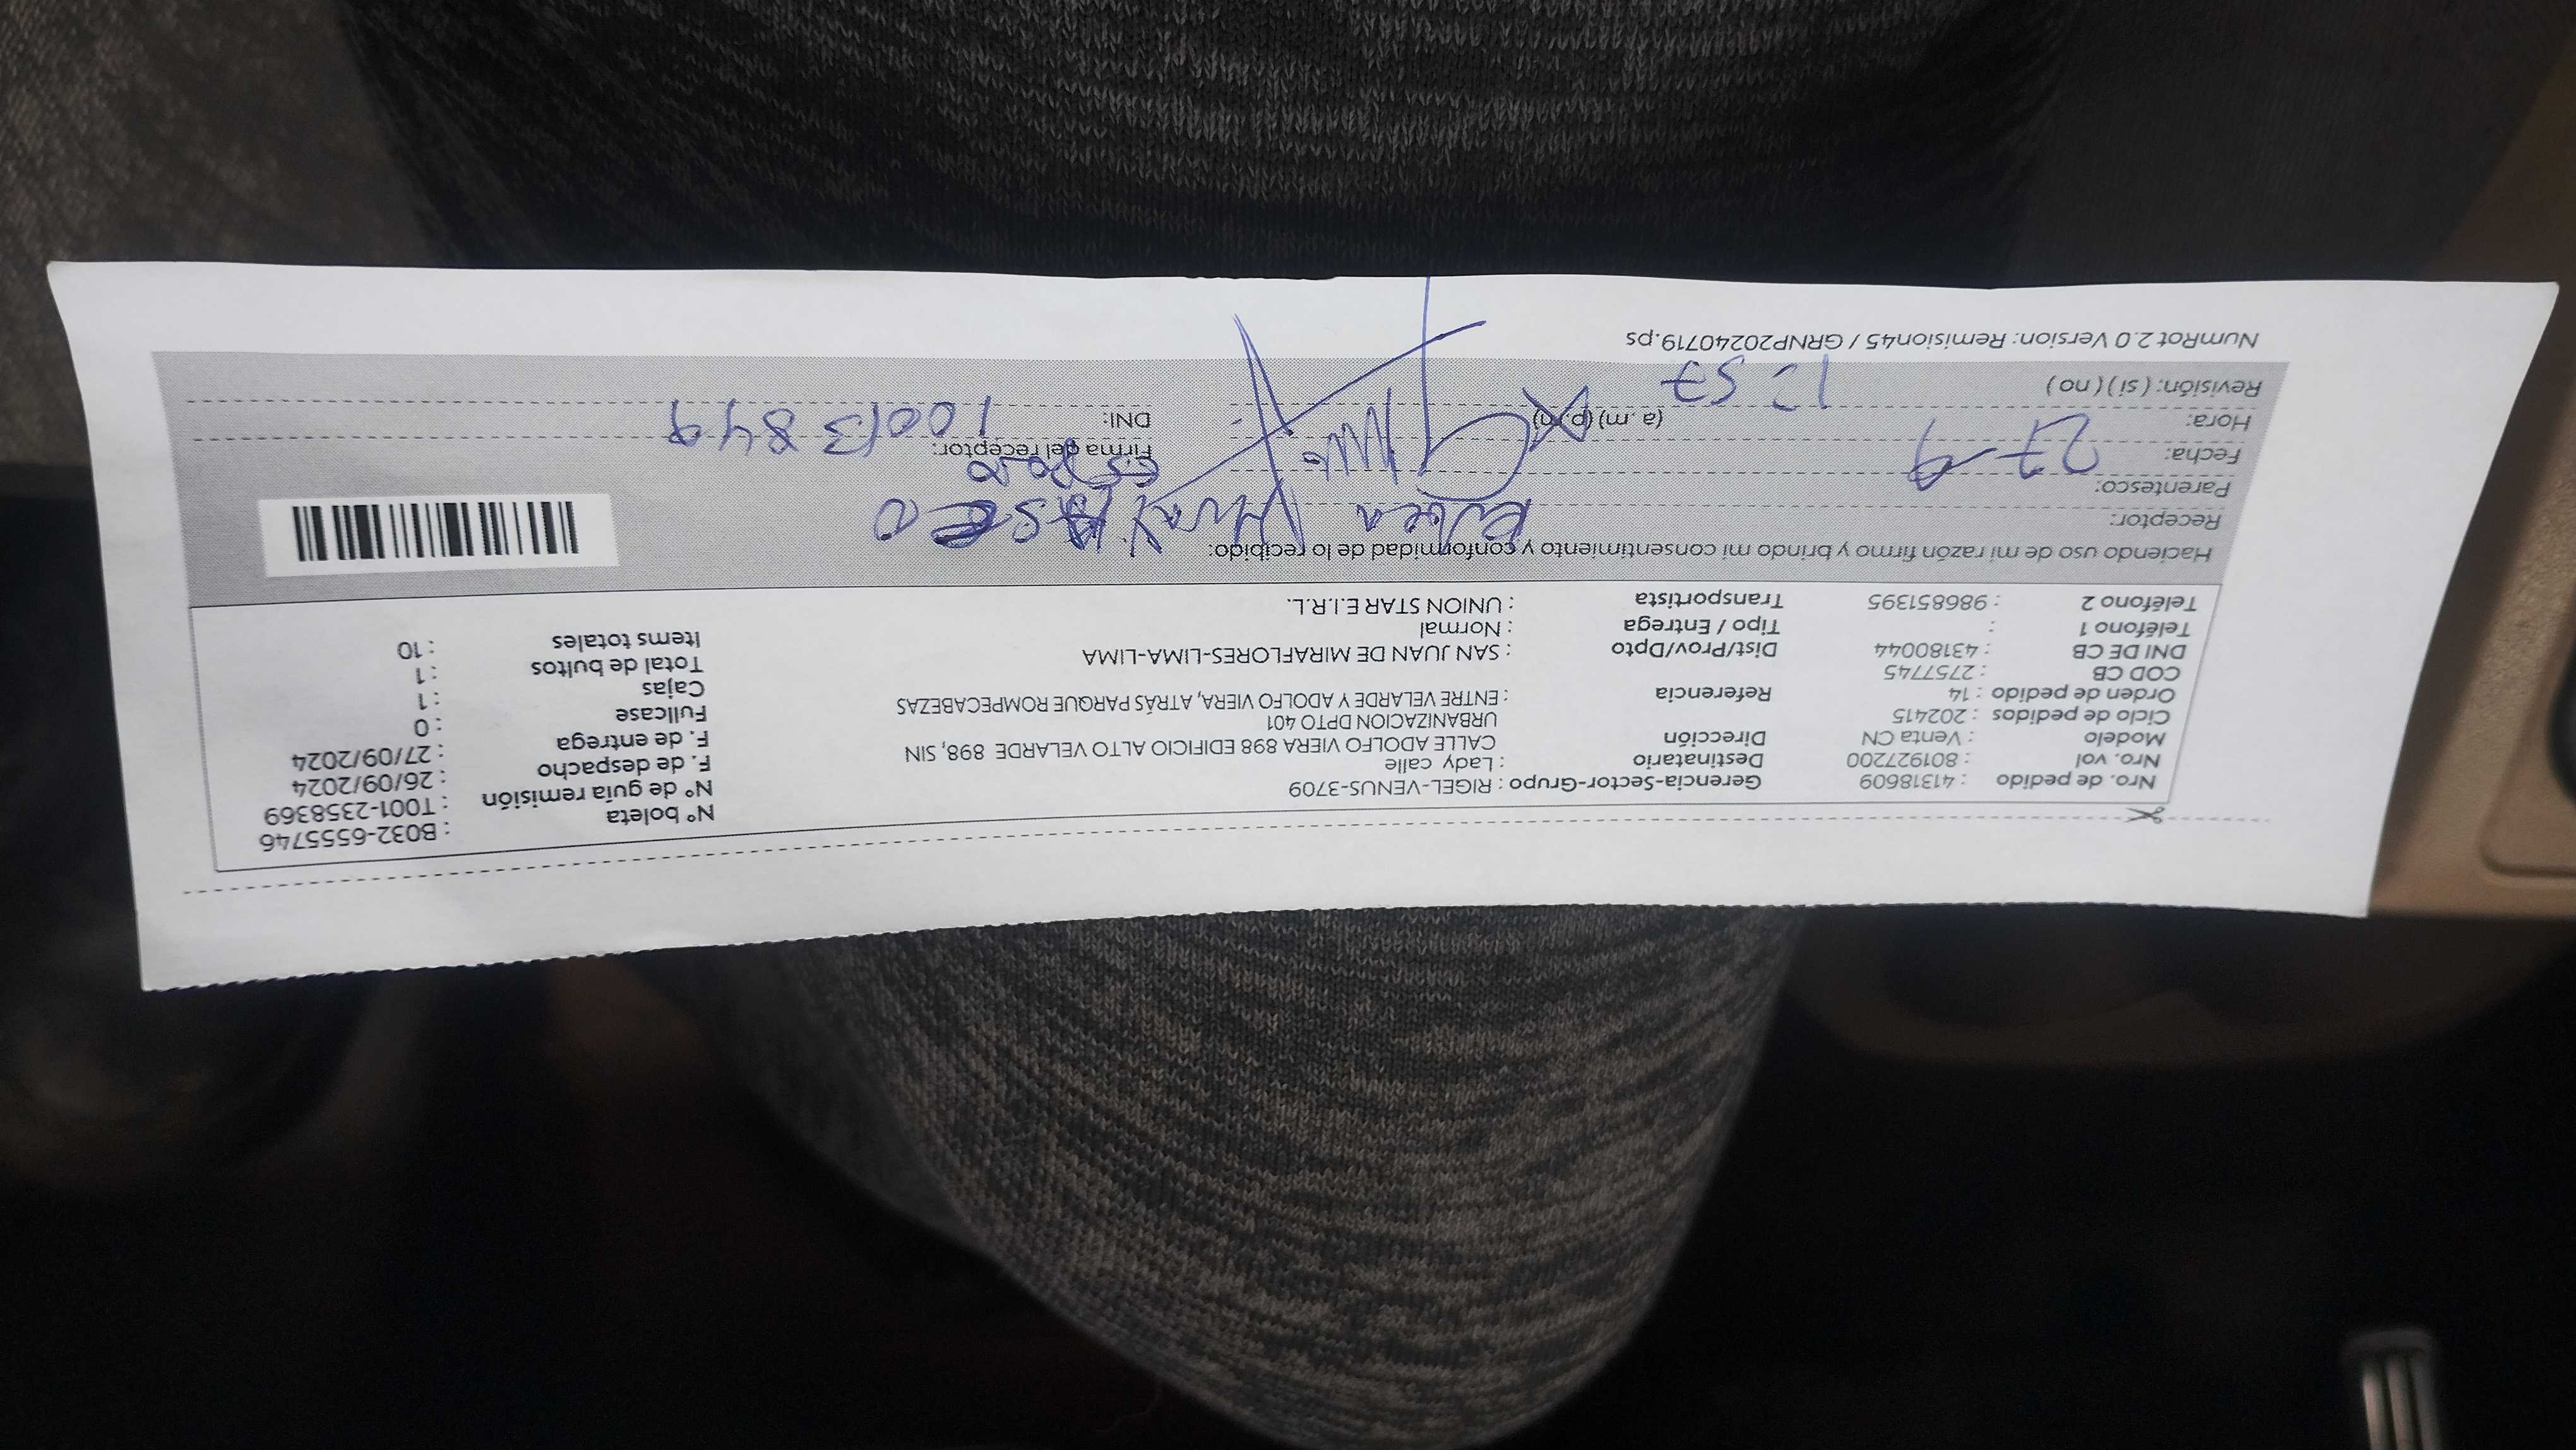 Nro. de pedido : 41318609 Gerencia-Sector-Grupo : RIGEL-VENUS-3709 N° boleta : B032-6555746
Nro. vol : 801927200 Destinatario : Lady calle N° de guía remisión : T001-2358369
Modelo : Venta CN Dirección CALLE ADOLFO VIERA 898 EDIFICIO ALTO VELARDE 898, SIN F. de despacho : 26/09/2024
Ciclo de pedidos : 202415 URBANIZACION DPTO 401 F. de entrega : 27/09/2024
Orden de pedido : 14 Referencia : ENTRE VELARDE Y ADOLFO VIERA, ATRÁS PARQUE ROMPECABEZAS Fullcase : 0
COD CB : 2757745 Cajas : 1
DNI DE CB : 43180044 Dist/Prov/Dpto : SAN JUAN DE MIRAFLORES-LIMA-LIMA Total de bultos : 1
Teléfono 1 : Tipo / Entrega : Normal Items totales : 10
Teléfono 2 : 986851395 Transportista : UNION STAR E.I.R.L.
Haciendo uso de mi razón firmo y brindo mi consentimiento y conformidad de lo recibido:
Receptor:
Parentesco: esposo
Fecha: 27-9 Firma del receptor:
Hora: 1:57 (a. m) (p. m) DNI: 10013849
Revisión: ( si ) ( no )
NumRot 2.0 Version: Remision45 / GRNP20240719.ps